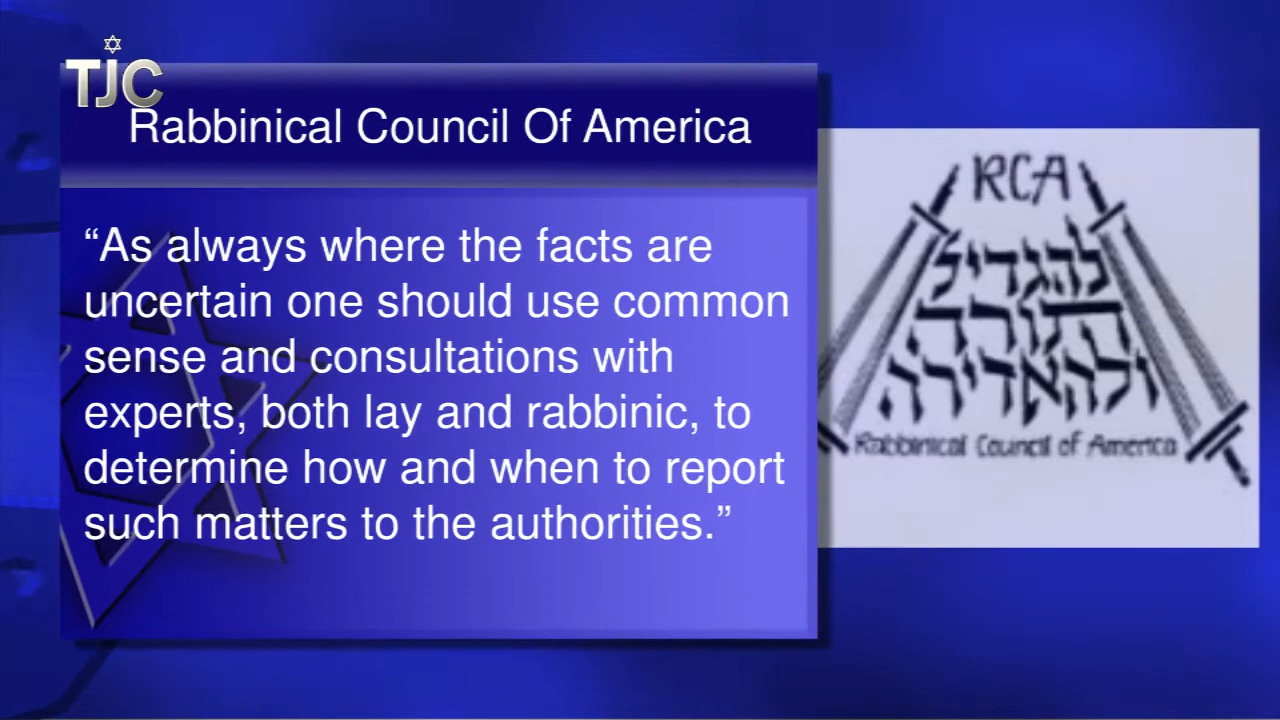 TJC
Rabbinical Council Of America
“As always where the facts are
uncertain one should use common
sense and consultations with
experts, both lay and rabbinic, to
determine how and when to report
such matters to the authorities.”
RCA
להגדיל
תורה
ולהאדירה
Rabbinical Council of America